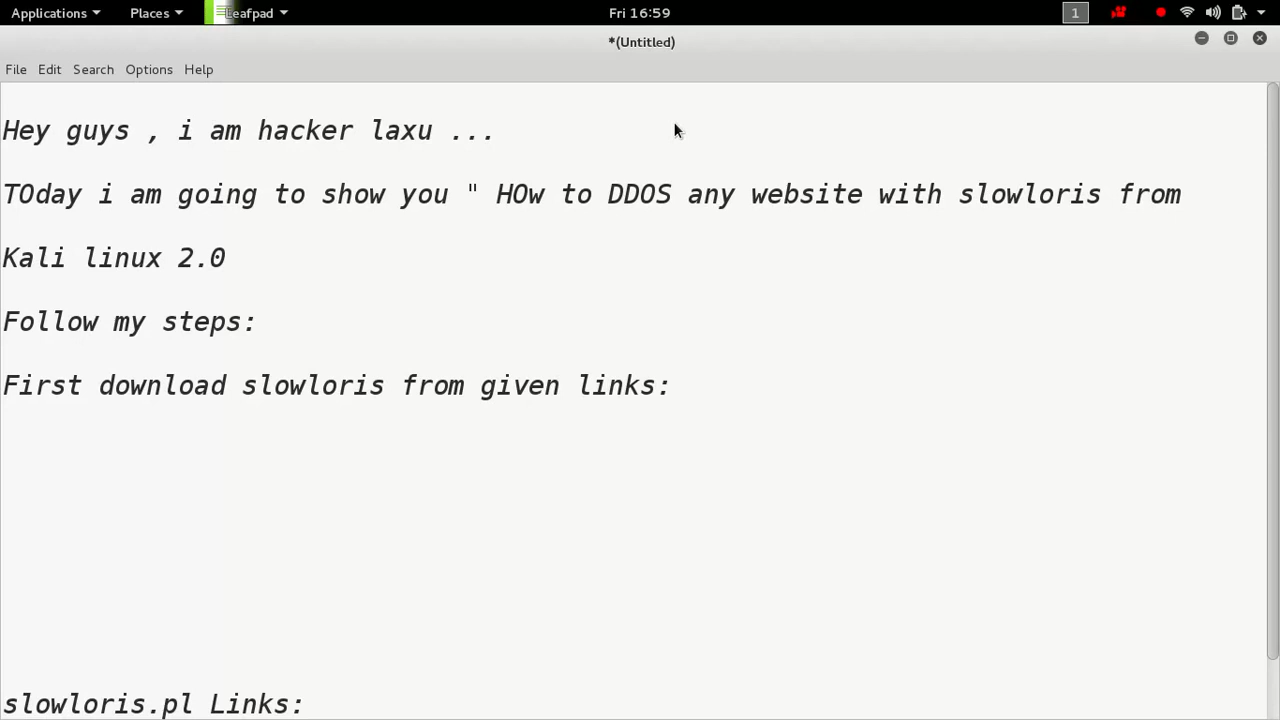 Applications Places Leafpad Fri 16:59 1
*(Untitled)
File Edit Search Options Help
Hey guys , i am hacker laxu ...
TOday i am going to show you " HOw to DDOS any website with slowloris from
Kali linux 2.0
Follow my steps:
First download slowloris from given links:
slowloris.pl Links: